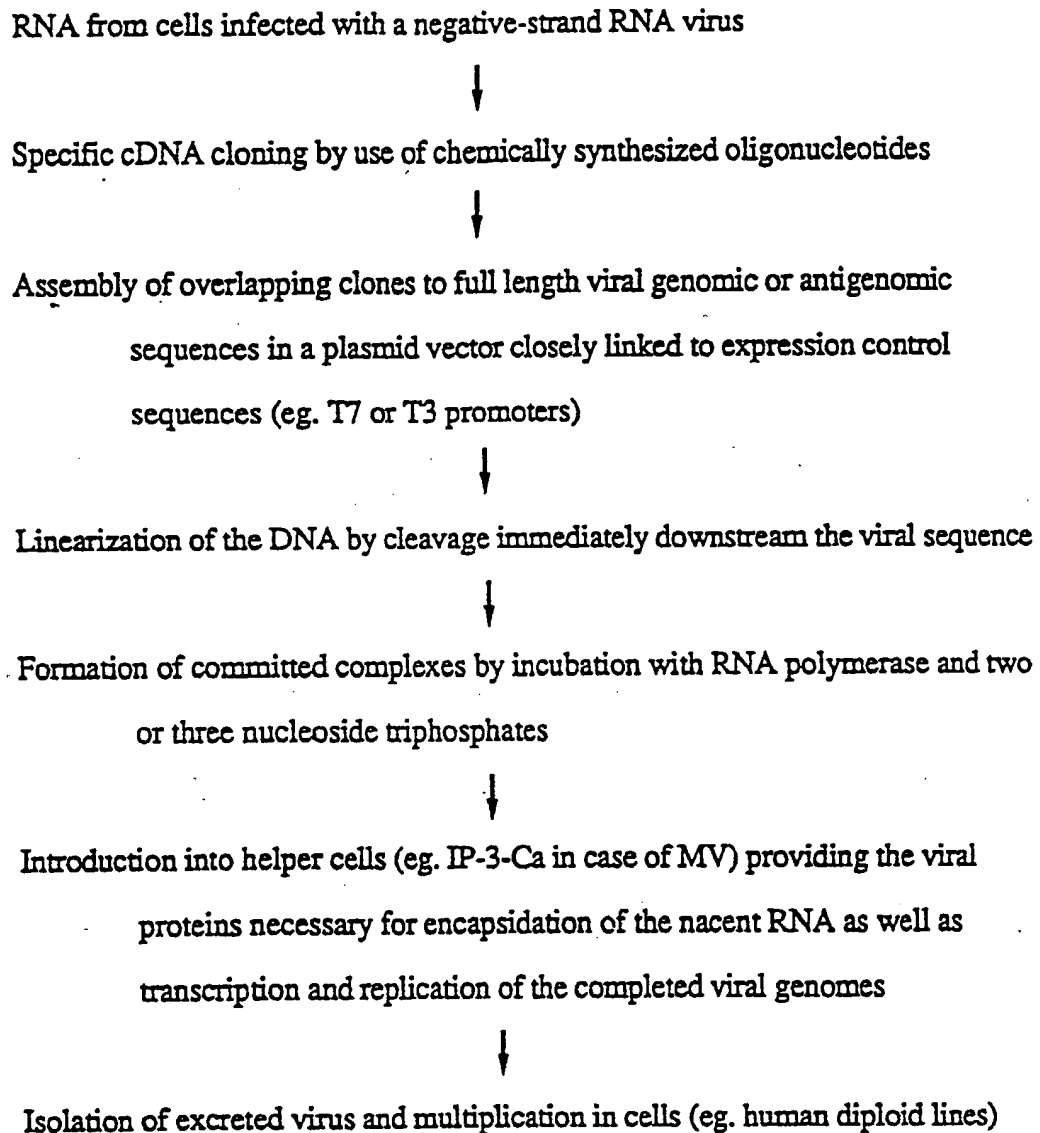 RNA from cells infected with a negative-strand RNA virus
Specific cDNA cloning by use of chemically synthesized oligonucleotides
Assembly of overlapping clones to full length viral genomic or antigenomic
sequences in a plasmid vector closely linked to expression control
sequences (eg. T7 or T3 promoters)
Linearization of the DNA by cleavage immediately downstream the viral sequence
Formation of committed complexes by incubation with RNA polymerase and two
or three nucleoside triphosphates
Introduction into helper cells (eg. IP-3-Ca in case of MV) providing the viral
proteins necessary for encapsidation of the nacent RNA as well as
transcription and replication of the completed viral genomes
Isolation of excreted virus and multiplication in cells (eg. human diploid lines)